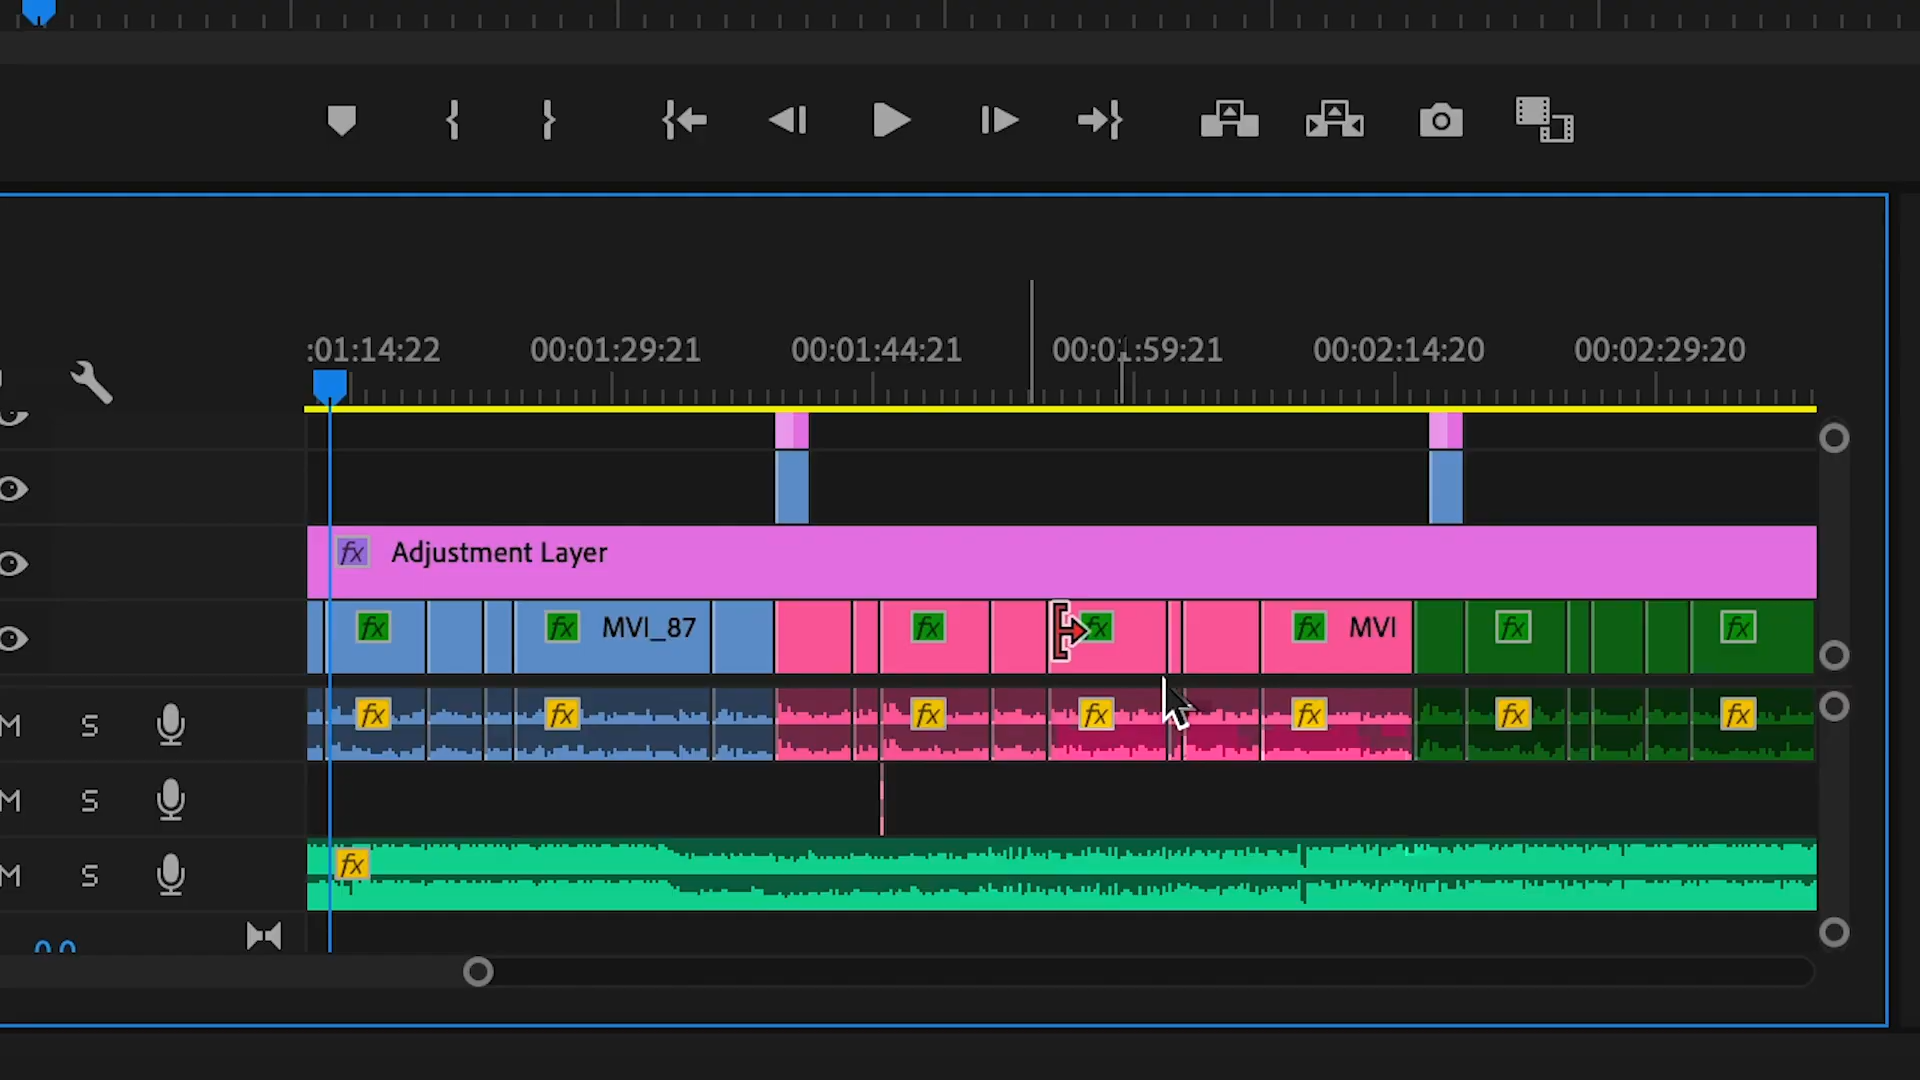 :01:14:22 00:01:29:21 00:01:44:21 00:01:59:21 00:02:14:20 00:02:29:20
fx Adjustment Layer
fx fx MVI_87 fx fx fx MVI fx fx
M S fx fx fx fx fx fx fx
M S
M S fx